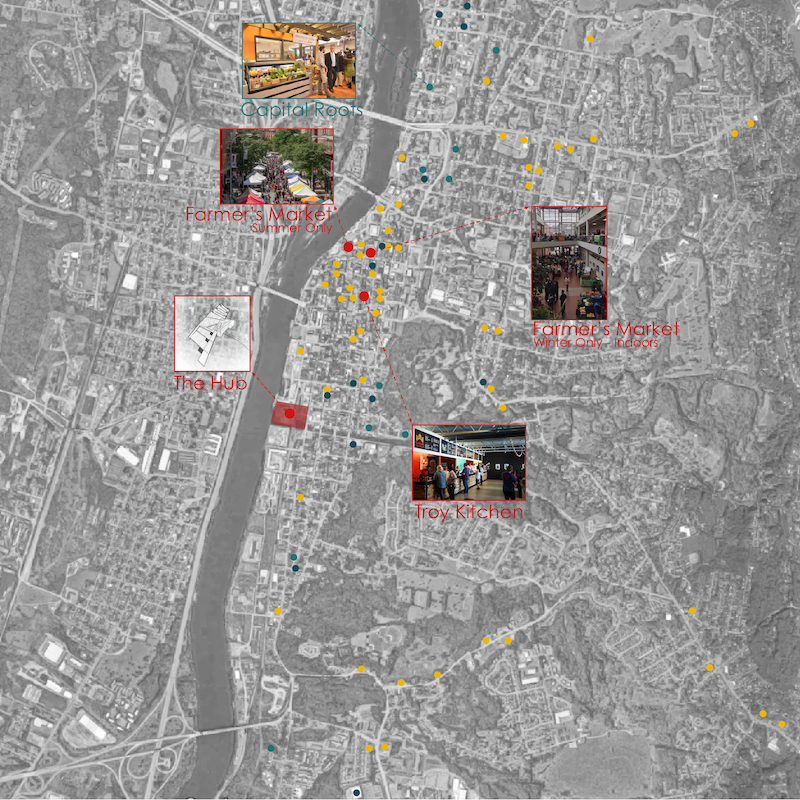 Capital Roots
Farmer's Market
Summer Only
Farmer's Market
Winter Only - Indoors
The Hub
Troy Kitchen